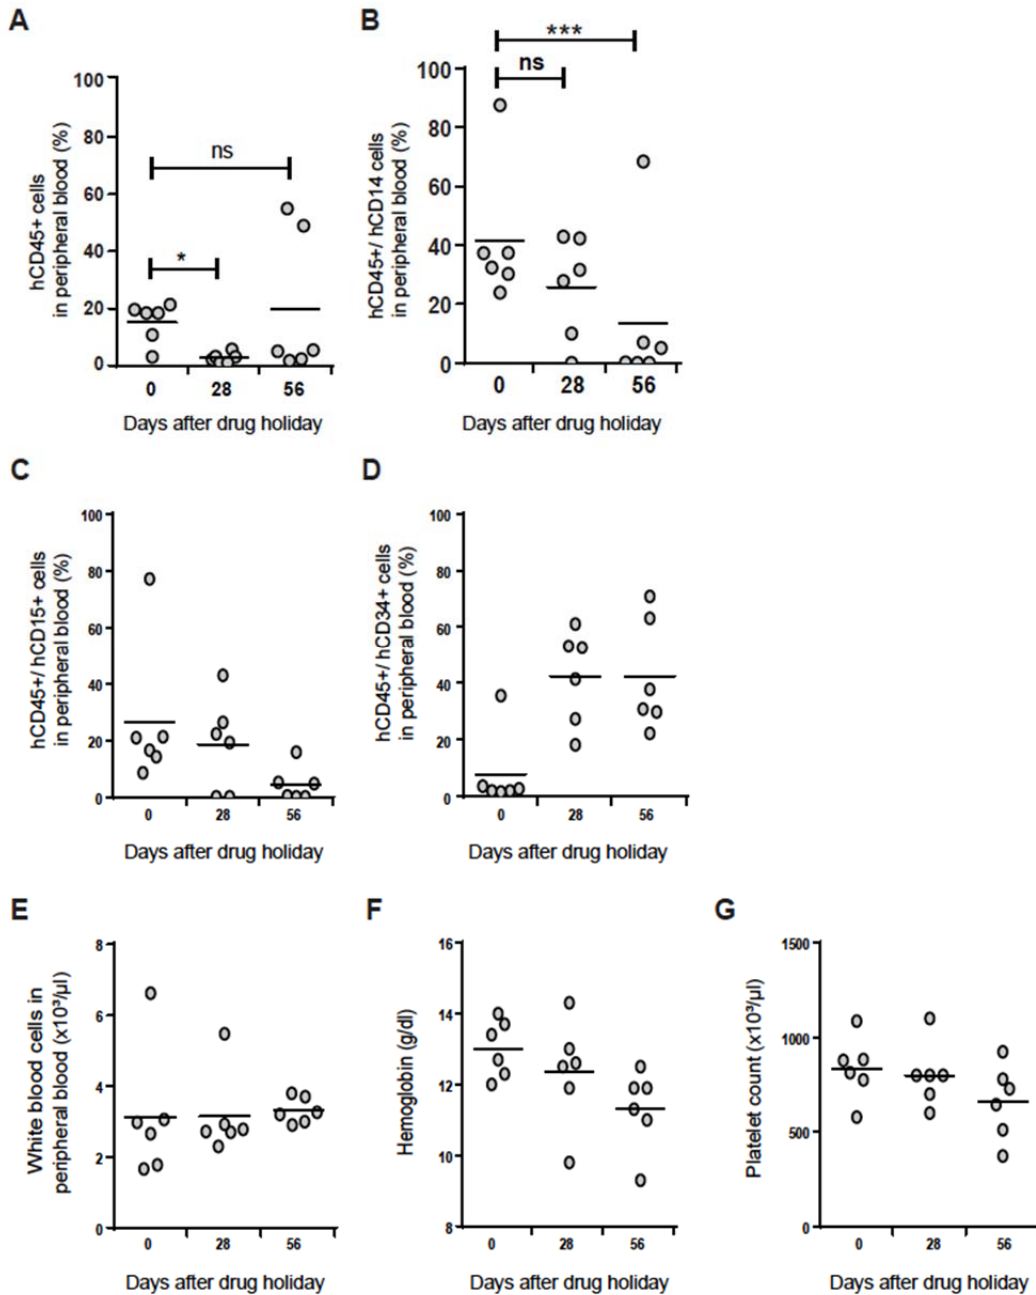 A
hCD45+ cells
in peripheral blood (%)
100
80
60
40
20
0
ns
*
0 28 56
Days after drug holiday
B
hCD45+/ hCD14 cells
in peripheral blood (%)
100
80
60
40
20
0
***
ns
0 28 56
Days after drug holiday
C
hCD45+/ hCD15+ cells
in peripheral blood (%)
100
80
60
40
20
0
0 28 56
Days after drug holiday
D
hCD45+/ hCD34+ cells
in peripheral blood (%)
100
80
60
40
20
0
0 28 56
Days after drug holiday
E
White blood cells in
peripheral blood (x10³/µl)
8
6
4
2
0
0 28 56
Days after drug holiday
F
Hemoglobin (g/dl)
16
14
12
10
8
0 28 56
Days after drug holiday
G
Platelet count (x10³/µl)
1500
1000
500
0
0 28 56
Days after drug holiday